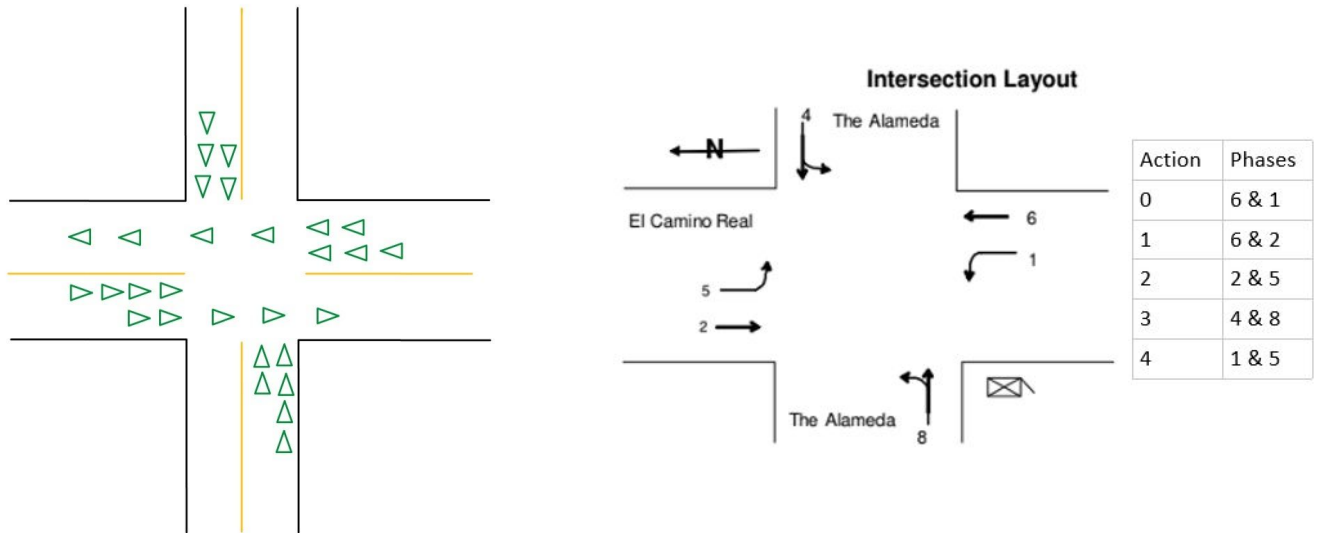 Intersection Layout
4
The Alameda
N
El Camino Real
6
1
5
2
The Alameda
8
Action Phases
0 6 & 1
1 6 & 2
2 2 & 5
3 4 & 8
4 1 & 5